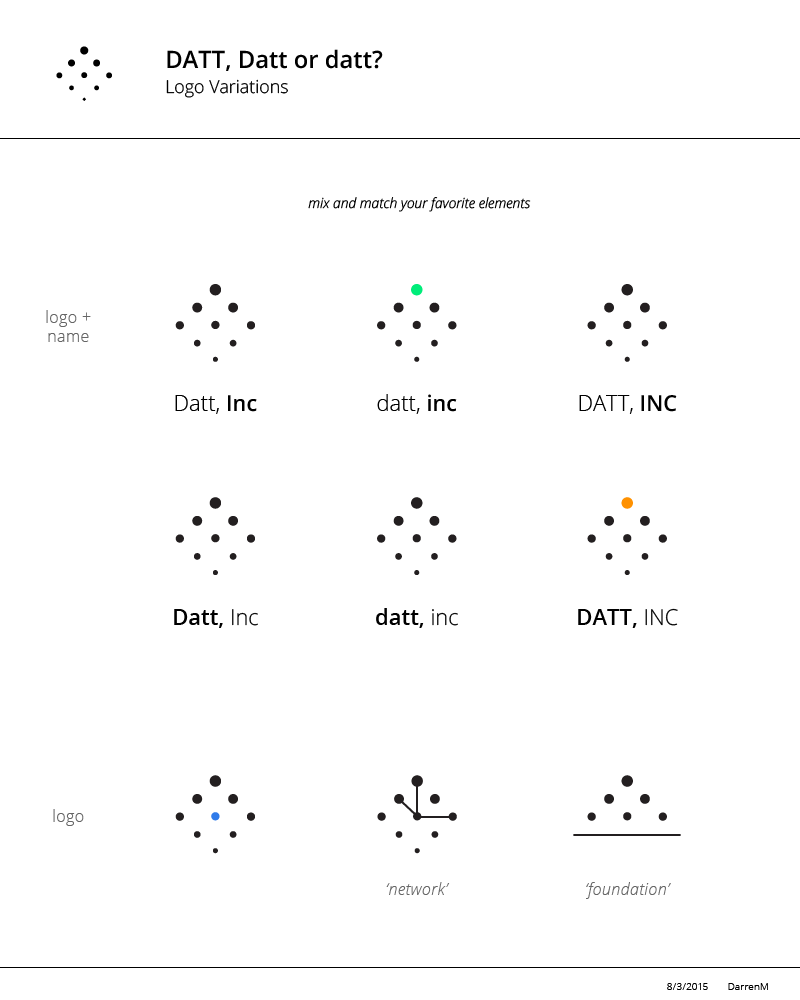 DATT, Datt or datt?
Logo Variations
mix and match your favorite elements
logo +
name
Datt, Inc
datt, inc
DATT, INC
Datt, Inc
datt, inc
DATT, INC
logo
‘network’
‘foundation’
8/3/2015 DarrenM